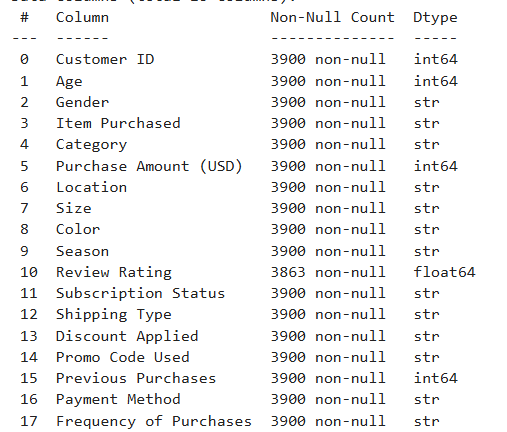 #   Column                  Non-Null Count  Dtype
---  ------                  --------------  -----
 0   Customer ID             3900 non-null   int64
 1   Age                     3900 non-null   int64
 2   Gender                  3900 non-null   str
 3   Item Purchased          3900 non-null   str
 4   Category                3900 non-null   str
 5   Purchase Amount (USD)   3900 non-null   int64
 6   Location                3900 non-null   str
 7   Size                    3900 non-null   str
 8   Color                   3900 non-null   str
 9   Season                  3900 non-null   str
 10  Review Rating           3863 non-null   float64
 11  Subscription Status     3900 non-null   str
 12  Shipping Type           3900 non-null   str
 13  Discount Applied        3900 non-null   str
 14  Promo Code Used         3900 non-null   str
 15  Previous Purchases      3900 non-null   int64
 16  Payment Method          3900 non-null   str
 17  Frequency of Purchases  3900 non-null   str